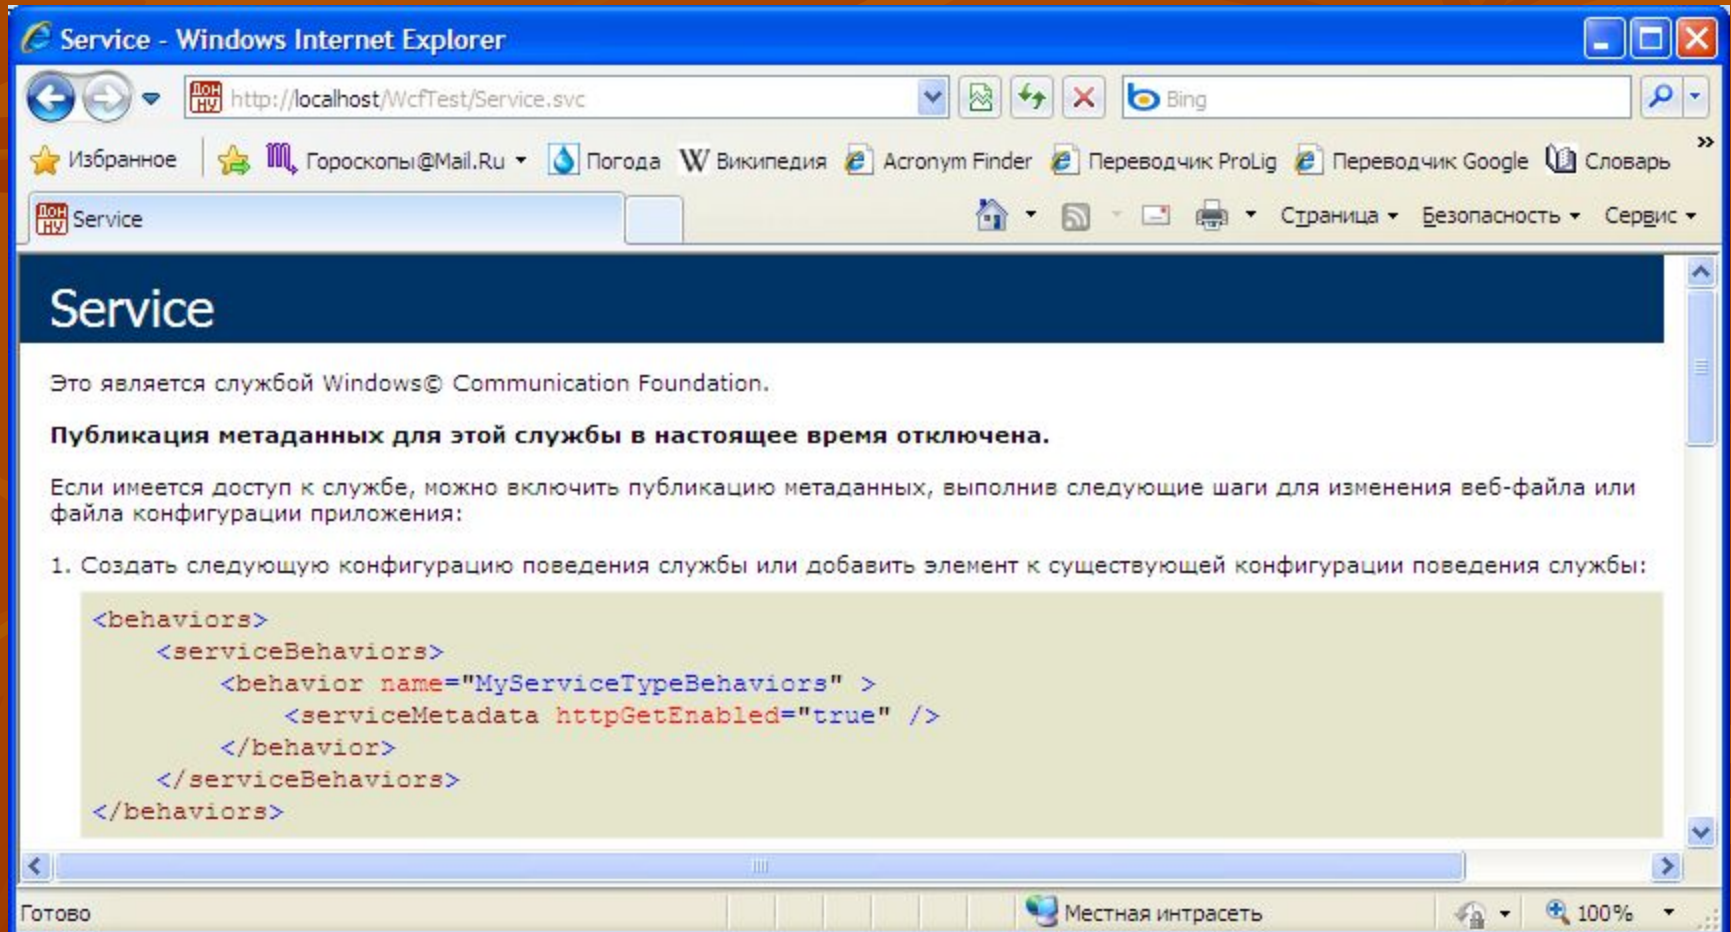 Service - Windows Internet Explorer
ДОН НУ http://localhost/WcfTest/Service.svc Bing
Избранное Гороскопы@Mail.Ru Погода W Википедия Acronym Finder Переводчик ProLig Переводчик Google Словарь »
ДОН НУ Service Страница Безопасность Сервис
Service
Это является службой Windows© Communication Foundation.
Публикация метаданных для этой службы в настоящее время отключена.
Если имеется доступ к службе, можно включить публикацию метаданных, выполнив следующие шаги для изменения веб-файла или
файла конфигурации приложения:
1. Создать следующую конфигурацию поведения службы или добавить элемент к существующей конфигурации поведения службы:
<behaviors>
<serviceBehaviors>
<behavior name="MyServiceTypeBehaviors" >
<serviceMetadata httpGetEnabled="true" />
</behavior>
</serviceBehaviors>
</behaviors>
Готово Местная интрасеть 100%